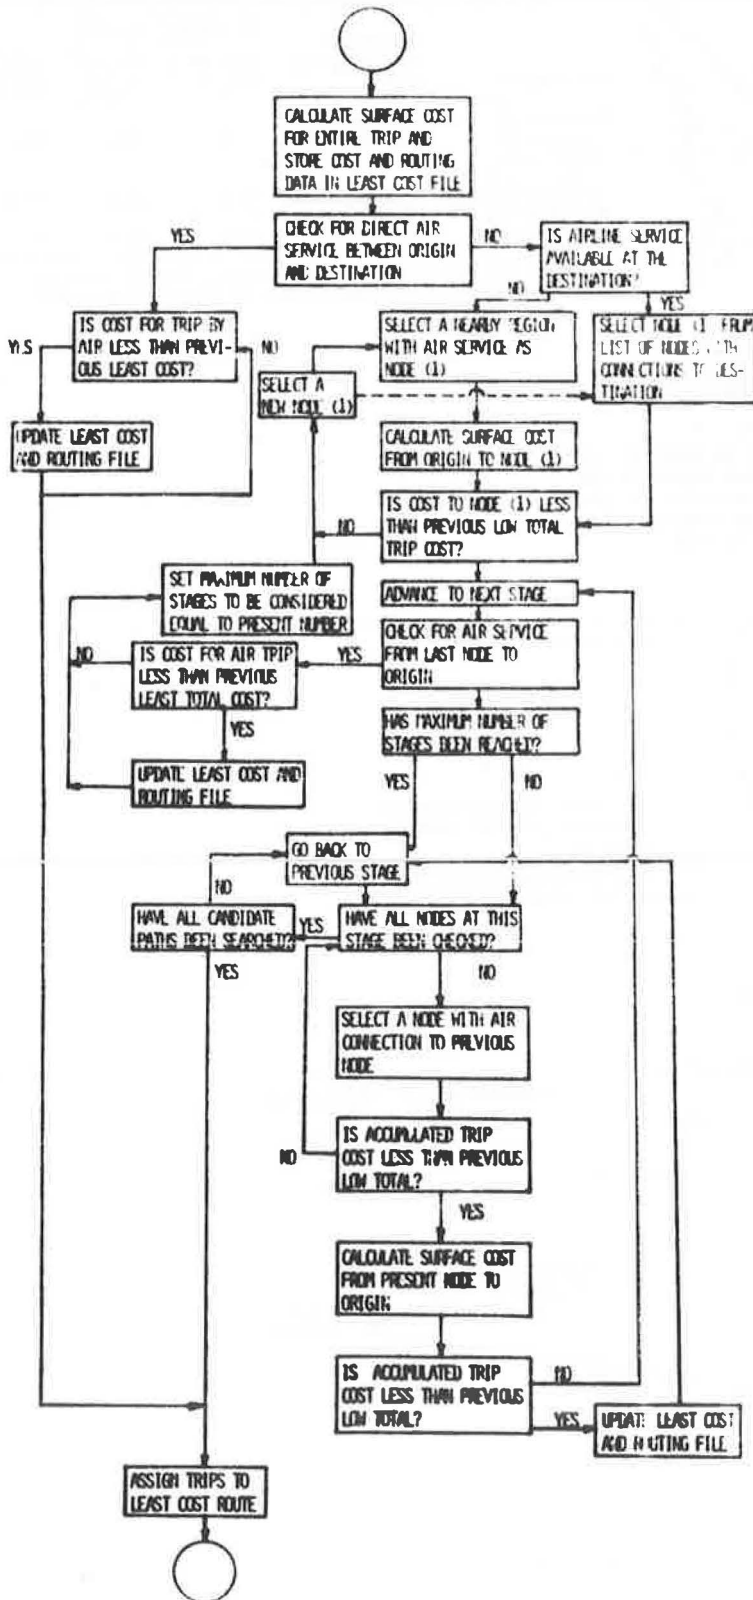 CALCULATE SURFACE COST
FOR ENTIRE TRIP AND
STORE COST AND ROUTING
DATA IN LEAST COST FILE
YES
CHECK FOR DIRECT AIR
SERVICE BETWEEN ORIGIN
AND DESTINATION
NO
IS AIRLINE SERVICE
AVAILABLE AT THE
DESTINATION?
NO
YES
IS COST FOR TRIP BY
AIR LESS THAN PREVI-
OUS LEAST COST?
YES
NO
SELECT A NEARBY REGION
WITH AIR SERVICE AS
NODE (1)
SELECT NODE (1) FROM
LIST OF NODES WITH
CONNECTIONS TO DES-
TINATION
SELECT A
NEW NODE (1)
UPDATE LEAST COST
AND ROUTING FILE
CALCULATE SURFACE COST
FROM ORIGIN TO NODE (1)
IS COST TO NODE (1) LESS
THAN PREVIOUS LOW TOTAL
TRIP COST?
NO
SET MAXIMUM NUMBER OF
STAGES TO BE CONSIDERED
EQUAL TO PRESENT NUMBER
ADVANCE TO NEXT STAGE
CHECK FOR AIR SERVICE
FROM LAST NODE TO
ORIGIN
YES
IS COST FOR AIR TRIP
LESS THAN PREVIOUS
LEAST TOTAL COST?
NO
YES
HAS MAXIMUM NUMBER OF
STAGES BEEN REACHED?
UPDATE LEAST COST AND
ROUTING FILE
YES
NO
GO BACK TO
PREVIOUS STAGE
NO
HAVE ALL CANDIDATE
PATHS BEEN SEARCHED?
YES
HAVE ALL NODES AT THIS
STAGE BEEN CHECKED?
YES
NO
SELECT A NODE WITH AIR
CONNECTION TO PREVIOUS
NODE
IS ACCUMULATED TRIP
COST LESS THAN PREVIOUS
LOW TOTAL?
NO
YES
CALCULATE SURFACE COST
FROM PRESENT NODE TO
ORIGIN
IS ACCUMULATED TRIP
COST LESS THAN PREVIOUS
LOW TOTAL?
NO
YES
UPDATE LEAST COST
AND ROUTING FILE
ASSIGN TRIPS TO
LEAST COST ROUTE